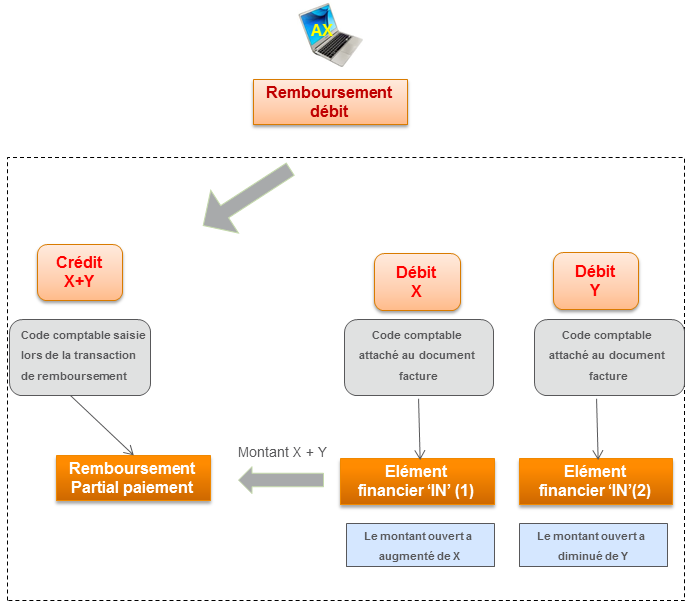 AX
Remboursement
débit
Crédit
X+Y
Débit
X
Débit
Y
Code comptable saisie
lors de la transaction
de remboursement
Code comptable
attaché au document
facture
Code comptable
attaché au document
facture
Remboursement
Partial paiement
Montant X + Y
Elément
financier ‘IN’ (1)
Elément
financier ‘IN’(2)
Le montant ouvert a
augmenté de X
Le montant ouvert a
diminué de Y